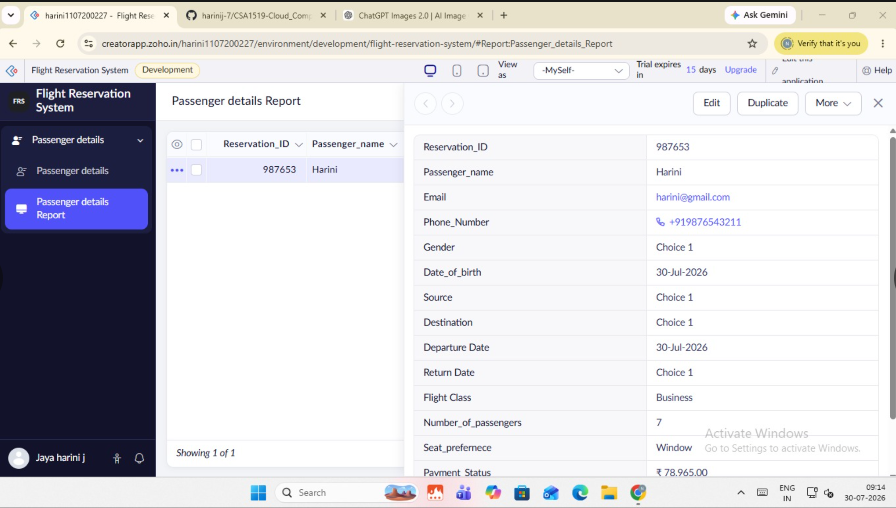 harini1107200227 - Flight Rese
harinij-7/CSA1519-Cloud_Comp
ChatGPT Images 2.0 | AI Image
Ask Gemini
creatorapp.zoho.in/harini1107200227/environment/development/flight-reservation-system/#Report:Passenger_details_Report
Verify that it's you
Flight Reservation System
Development
View as
-MySelf-
Trial expires in 15 days
Upgrade
Edit this application
Help
FRS
Flight Reservation System
Passenger details
Passenger details
Passenger details Report
Jaya harini j
Passenger details Report
Reservation_ID
Passenger_name
987653
Harini
Showing 1 of 1
Edit
Duplicate
More
Reservation_ID 987653
Passenger_name Harini
Email harini@gmail.com
Phone_Number +919876543211
Gender Choice 1
Date_of_birth 30-Jul-2026
Source Choice 1
Destination Choice 1
Departure Date 30-Jul-2026
Return Date Choice 1
Flight Class Business
Number_of_passengers 7
Seat_prefernece Window
Payment_Status ₹ 78,965.00
Activate Windows
Go to Settings to activate Windows.
Search
ENG
IN
09:14
30-07-2026